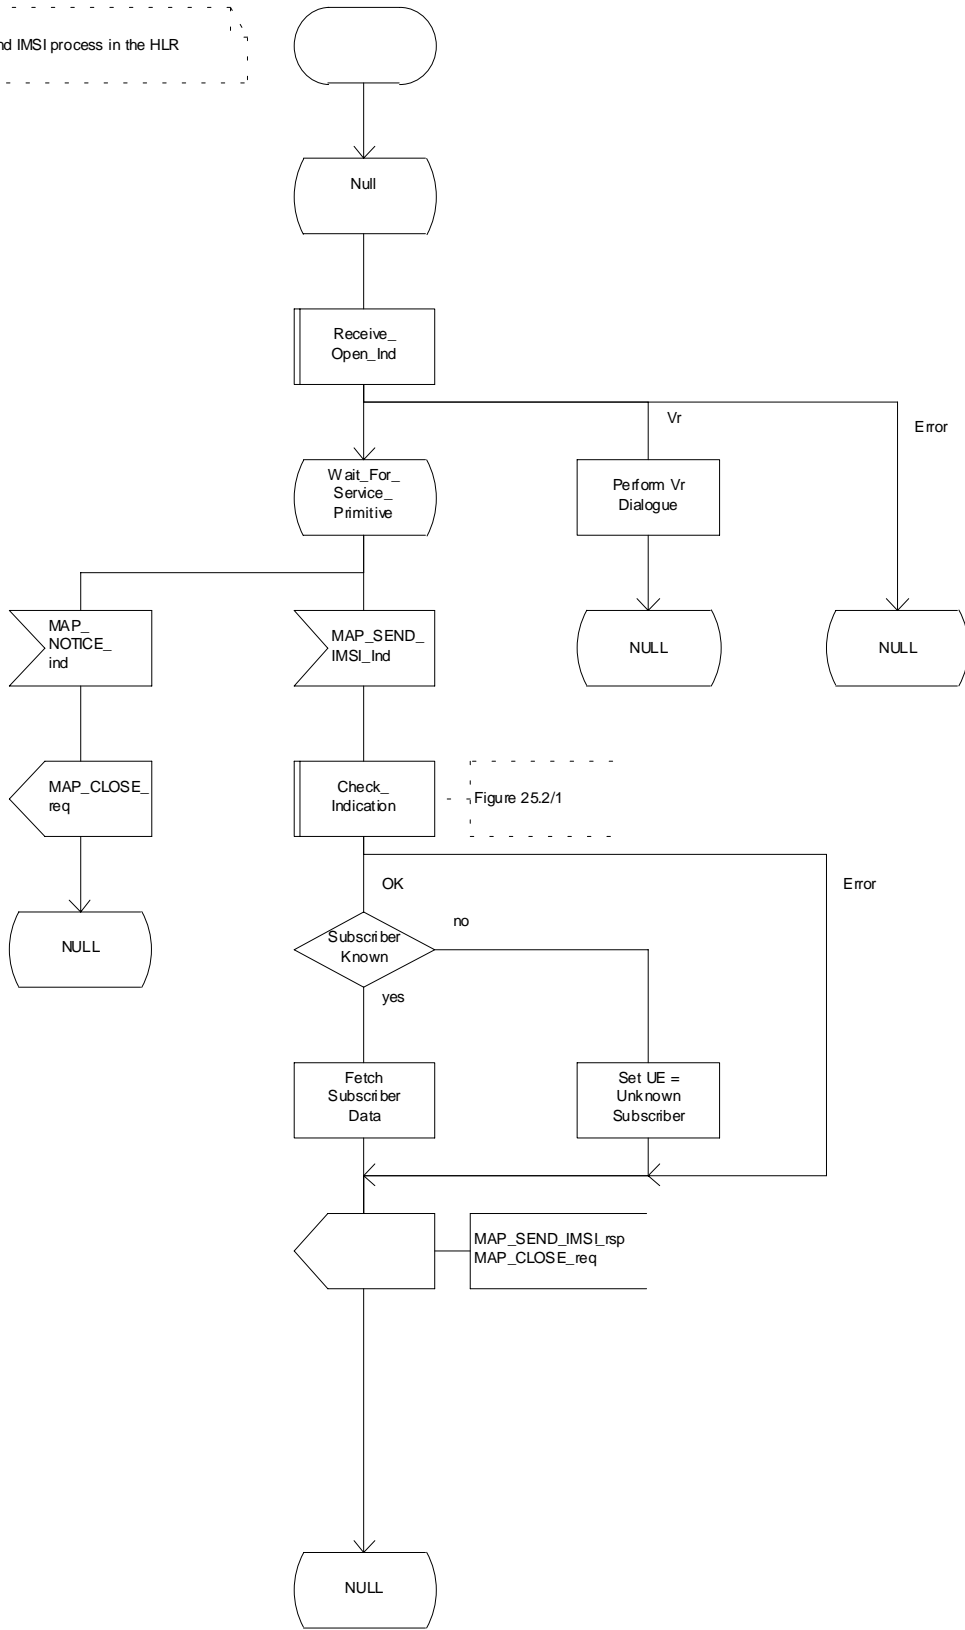 nd IMSI process in the HLR
Null
Receive_
Open_Ind
Vr
Error
Wait_For_
Service_
Primitive
Perform Vr
Dialogue
MAP_
NOTICE_
ind
MAP_SEND_
IMSI_Ind
NULL
NULL
MAP_CLOSE_
req
Check_
Indication
Figure 25.2/1
OK
Error
NULL
Subscriber
Known
no
yes
Fetch
Subscriber
Data
Set UE =
Unknown
Subscriber
MAP_SEND_IMSI_rsp
MAP_CLOSE_req
NULL